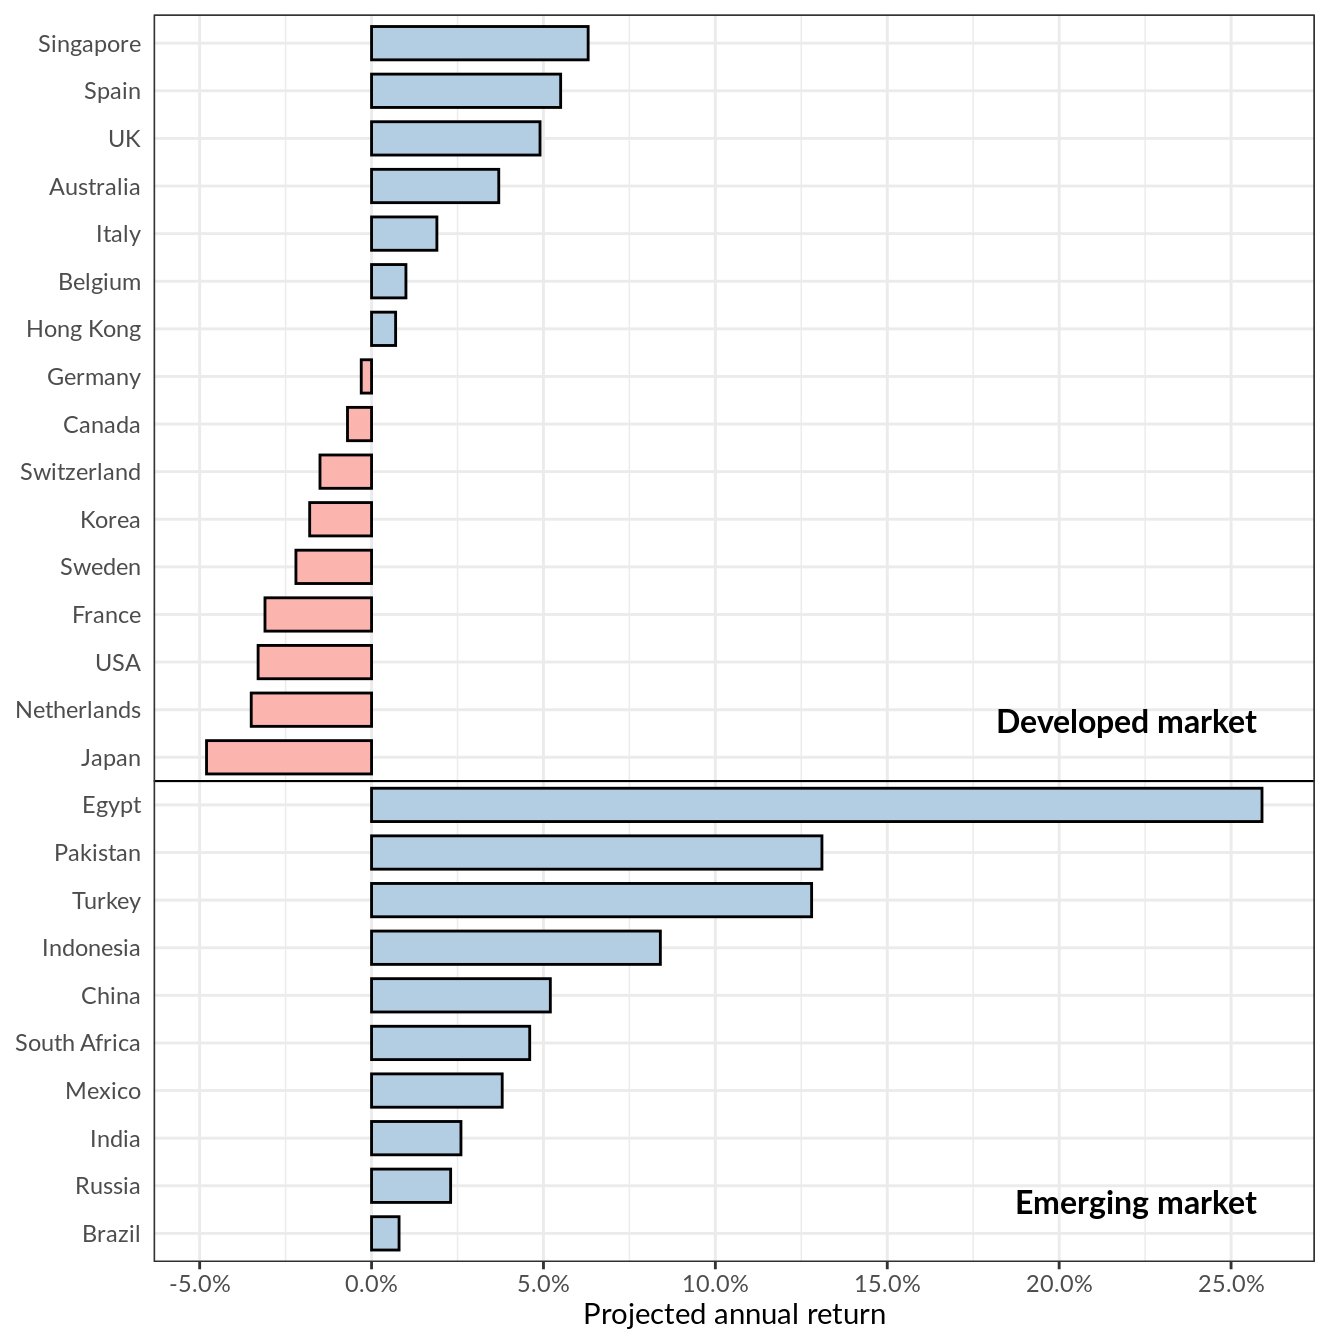 Singapore
Spain
UK
Australia
Italy
Belgium
Hong Kong
Germany
Canada
Switzerland
Korea
Sweden
France
USA
Netherlands
Developed market
Japan
Egypt
Pakistan
Turkey
Indonesia
China
South Africa
Mexico
India
Russia
Emerging market
Brazil
-5.0% 0.0% 5.0% 10.0% 15.0% 20.0% 25.0%
Projected annual return